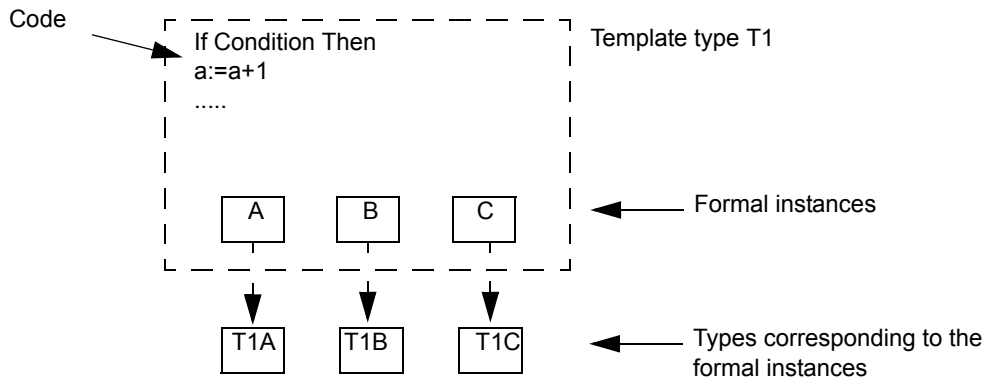 Code
If Condition Then
a:=a+1
.....
Template type T1
A B C
Formal instances
T1A T1B T1C
Types corresponding to the
formal instances